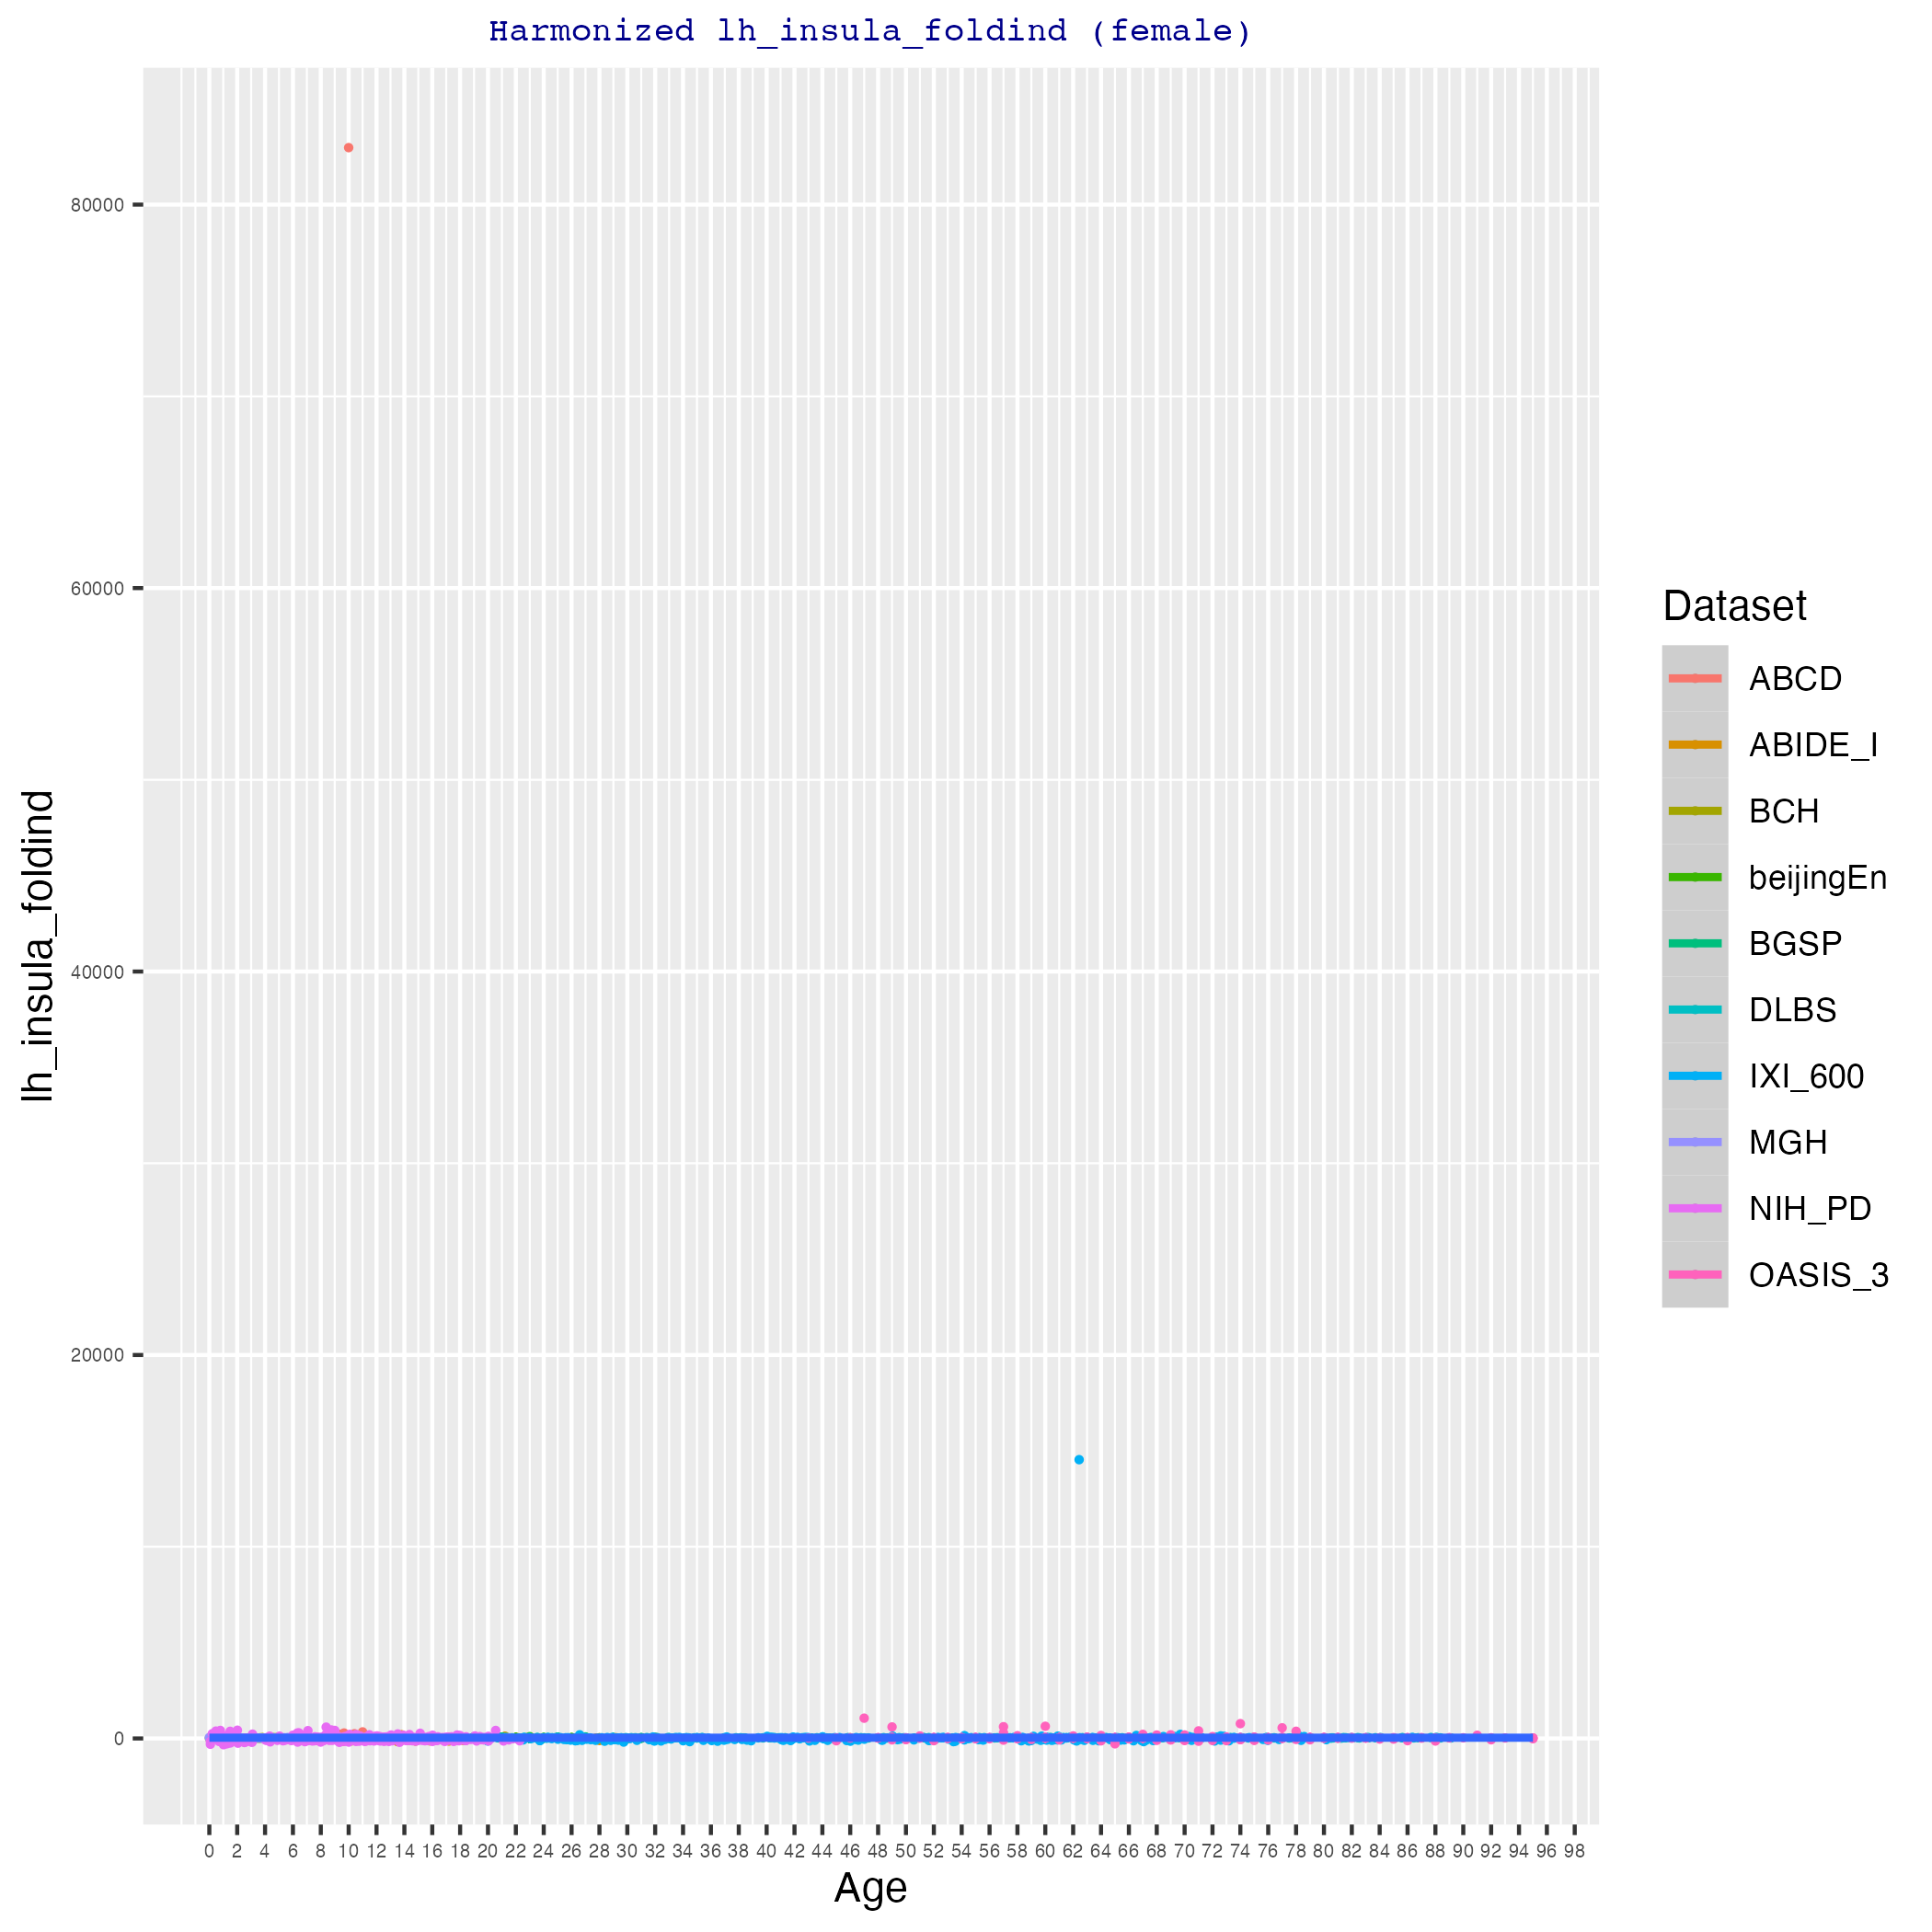 Harmonized lh_insula_foldind (female)
80000
60000
40000
20000
0
lh_insula_foldind
0 2 4 6 8 10 12 14 16 18 20 22 24 26 28 30 32 34 36 38 40 42 44 46 48 50 52 54 56 58 60 62 64 66 68 70 72 74 76 78 80 82 84 86 88 90 92 94 96 98
Age
Dataset
ABCD
ABIDE_I
BCH
beijingEn
BGSP
DLBS
IXI_600
MGH
NIH_PD
OASIS_3